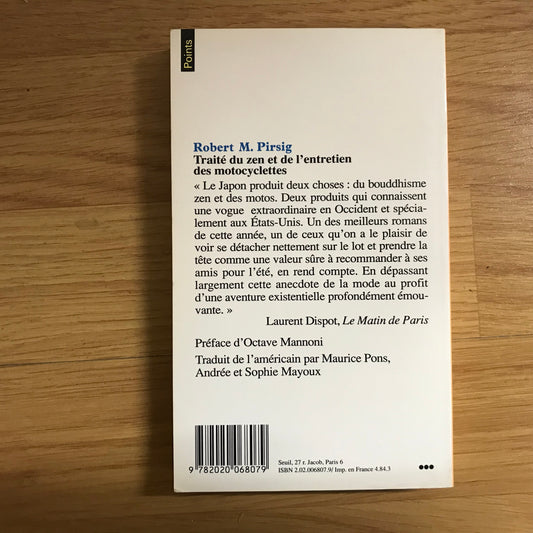 Points
Robert M. Pirsig
Traité du zen et de l'entretien
des motocyclettes
« Le Japon produit deux choses : du bouddhisme
zen et des motos. Deux produits qui connaissent
une vogue extraordinaire en Occident et spécia-
lement aux États-Unis. Un des meilleurs romans
de cette année, un de ceux qu'on a le plaisir de
voir se détacher nettement sur le lot et prendre la
tête comme une valeur sûre à recommander à ses
amis pour l'été, en rend compte. En dépassant
largement cette anecdote de la mode au profit
d'une aventure existentielle profondément émou-
vante. »
Laurent Dispot, Le Matin de Paris
Préface d'Octave Mannoni
Traduit de l'américain par Maurice Pons,
Andrée et Sophie Mayoux
9 782020 068079
Seuil, 27 r. Jacob, Paris 6
ISBN 2.02.006807.9/ Imp. en France 4.84.3